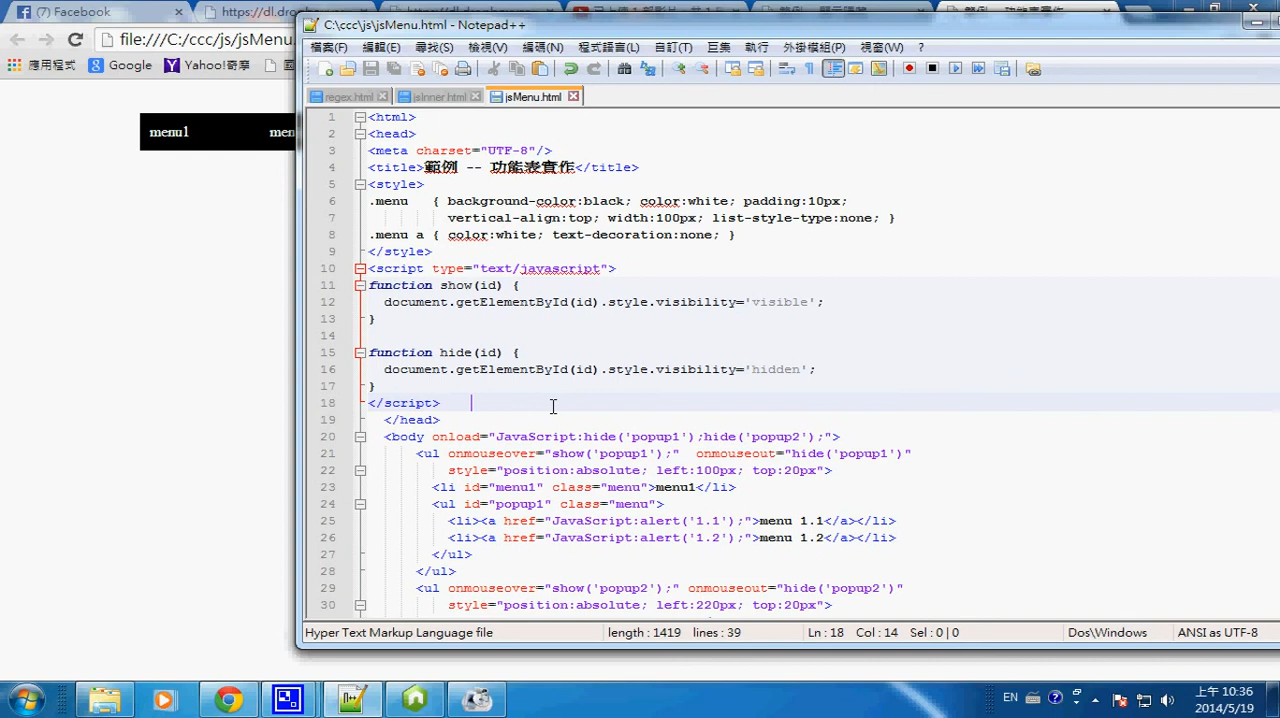 (7) Facebook
https://dl.dropboxu
C:\ccc\js\jsMenu.html - Notepad++
檔案(F) 編輯(E) 尋找(S) 檢視(V) 編碼(N) 程式語言(L) 自訂(T) 巨集 執行 外掛模組(P) 視窗(W) ?
file:///C:/ccc/js/jsMenu.
應用程式 Google Yahoo!奇摩
regex.html jsInner.html jsMenu.html
menu1 men
1 <html>
2 <head>
3 <meta charset="UTF-8"/>
4 <title>範例 -- 功能表實作</title>
5 <style>
6 .menu { background-color:black; color:white; padding:10px;
7 vertical-align:top; width:100px; list-style-type:none; }
8 .menu a { color:white; text-decoration:none; }
9 </style>
10 <script type="text/javascript">
11 function show(id) {
12 document.getElementById(id).style.visibility='visible';
13 }
14
15 function hide(id) {
16 document.getElementById(id).style.visibility='hidden';
17 }
18 </script>
19 </head>
20 <body onload="JavaScript:hide('popup1');hide('popup2');">
21 <ul onmouseover="show('popup1');" onmouseout="hide('popup1')"
22 style="position:absolute; left:100px; top:20px">
23 <li id="menu1" class="menu">menu1</li>
24 <ul id="popup1" class="menu">
25 <li><a href="JavaScript:alert('1.1');">menu 1.1</a></li>
26 <li><a href="JavaScript:alert('1.2');">menu 1.2</a></li>
27 </ul>
28 </ul>
29 <ul onmouseover="show('popup2');" onmouseout="hide('popup2')"
30 style="position:absolute; left:220px; top:20px">
Hyper Text Markup Language file length : 1419 lines : 39 Ln : 18 Col : 14 Sel : 0 | 0 Dos\Windows ANSI as UTF-8
EN
上午 10:36
2014/5/19